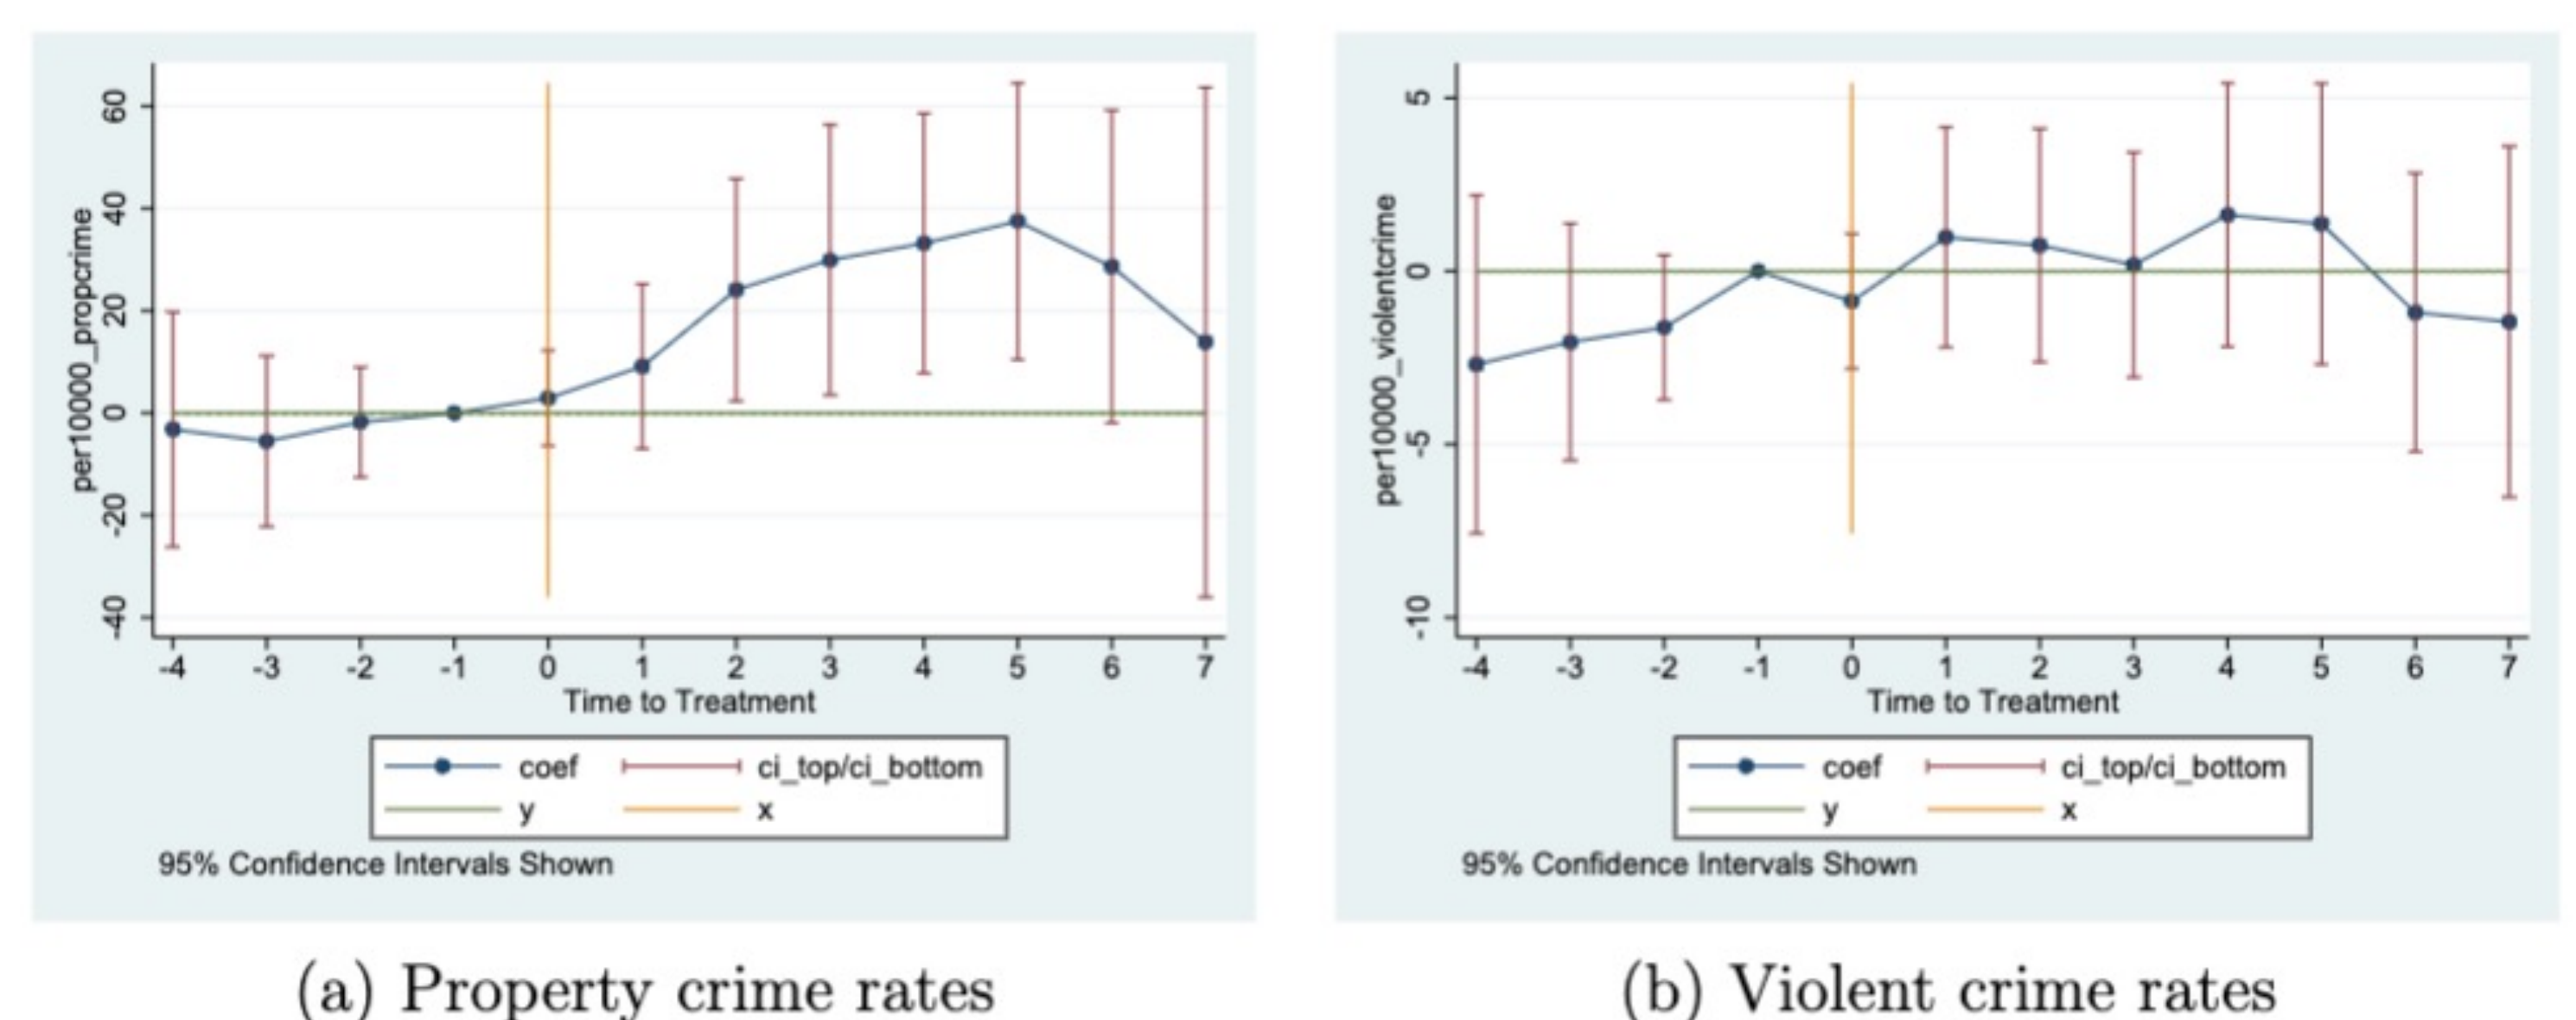 per10000_propcrime
60
40
20
0
-20
-40
-4 -3 -2 -1 0 1 2 3 4 5 6 7
Time to Treatment
coef ci_top/ci_bottom
y x
95% Confidence Intervals Shown
(a) Property crime rates
per10000_violentcrime
5
0
-5
-10
-4 -3 -2 -1 0 1 2 3 4 5 6 7
Time to Treatment
coef ci_top/ci_bottom
y x
95% Confidence Intervals Shown
(b) Violent crime rates